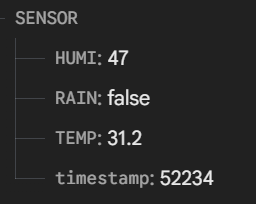 SENSOR
HUMI: 47
RAIN: false
TEMP: 31.2
timestamp: 52234